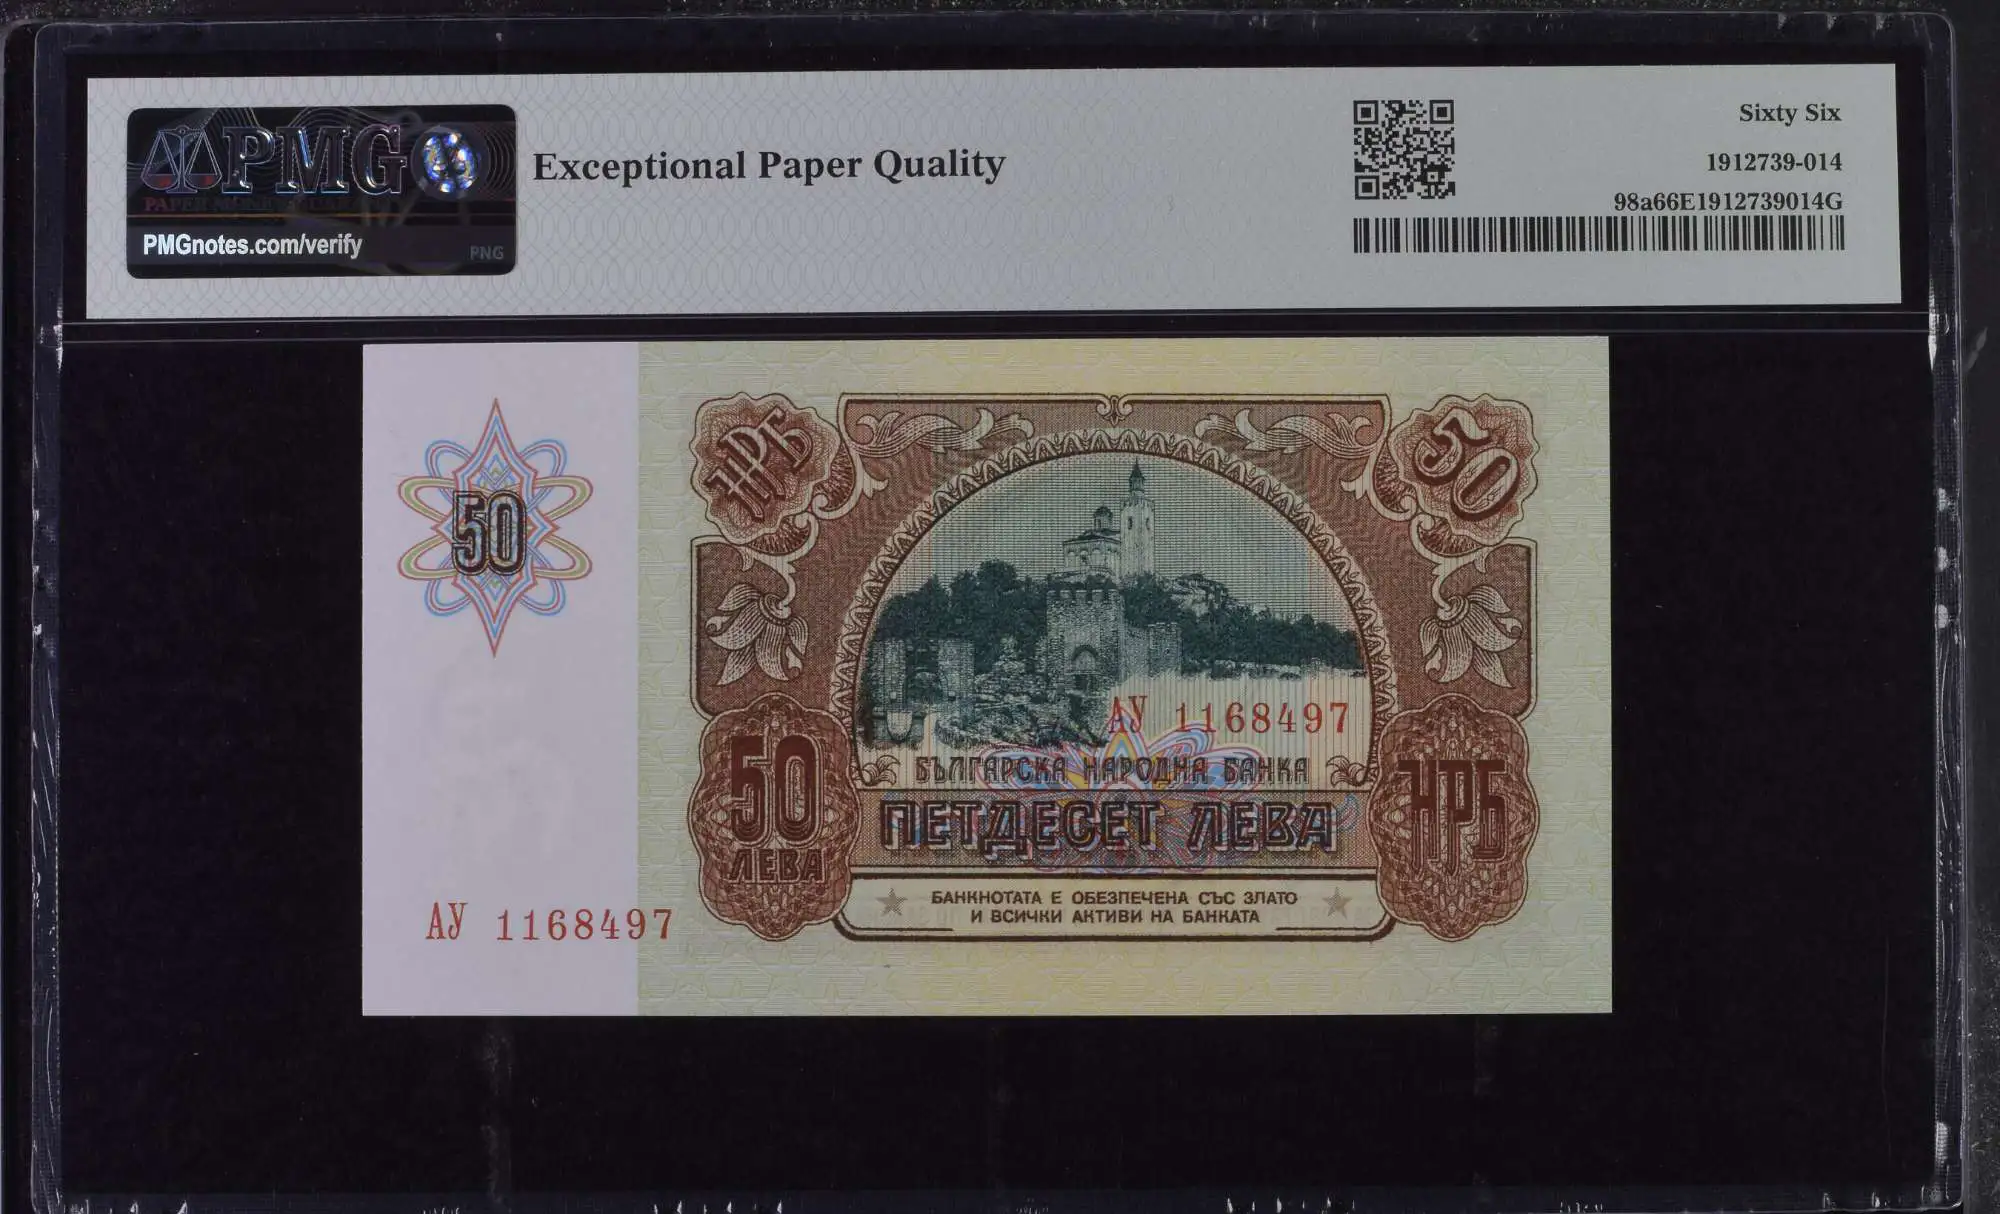 PMG
PAPER MONEY GUARANTY
PMGnotes.com/verify
PNG
Exceptional Paper Quality
Sixty Six
1912739-014
98a66E1912739014G
НРБ
50
50
АУ 1168497
БЪЛГАРСКА НАРОДНА БАНКА
ПЕТДЕСЕТ ЛЕВА
50
ЛЕВА
НРБ
БАНКНОТАТА Е ОБЕЗПЕЧЕНА СЪС ЗЛАТО
И ВСИЧКИ АКТИВИ НА БАНКАТА
АУ 1168497